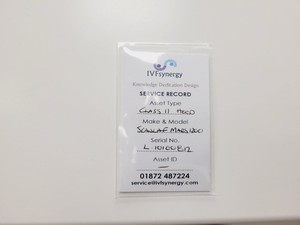 IVFsynergy
Knowledge Dedication Design
SERVICE RECORD
Asset Type
CLASS II HOOD
Make & Model
SCANLAF MARS 1200
Serial No.
Asset ID
—
01872 487224
service@ivfsynergy.com